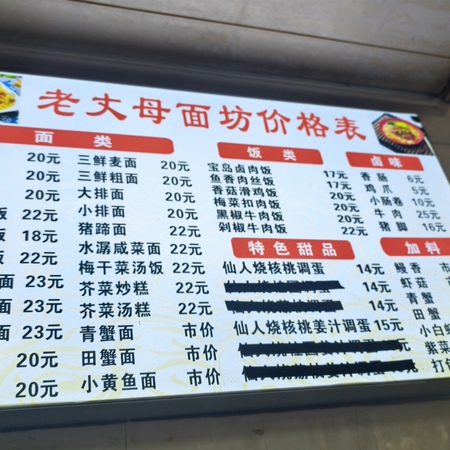 老丈母面坊价格表
面类
20元
20元
20元
20元
饭 22元
饭 18元
饭 22元
面 23元
面 23元
面 23元
20元
20元
三鲜麦面 20元
三鲜粗面 20元
大排面 20元
小排面 20元
猪蹄面 22元
水潺咸菜面 22元
梅干菜汤饭 22元
芥菜炒糕 22元
芥菜汤糕 22元
青蟹面 市价
田蟹面 市价
小黄鱼面 市价
饭类
宝岛卤肉饭 17元
鱼香肉丝饭 17元
香菇滑鸡饭 17元
梅菜扣肉饭 20元
黑椒牛肉饭 20元
剁椒牛肉饭 22元
特色甜品
仙人烧核桃调蛋 14元
14元
仙人烧核桃姜汁调蛋 15元
卤味
香肠 6元
鸡爪 5元
小肠卷 10元
牛肉 25元
猪脚 16元
加料
鳗香 市
虾菇
青蟹
田蟹
小白
紫菜
打